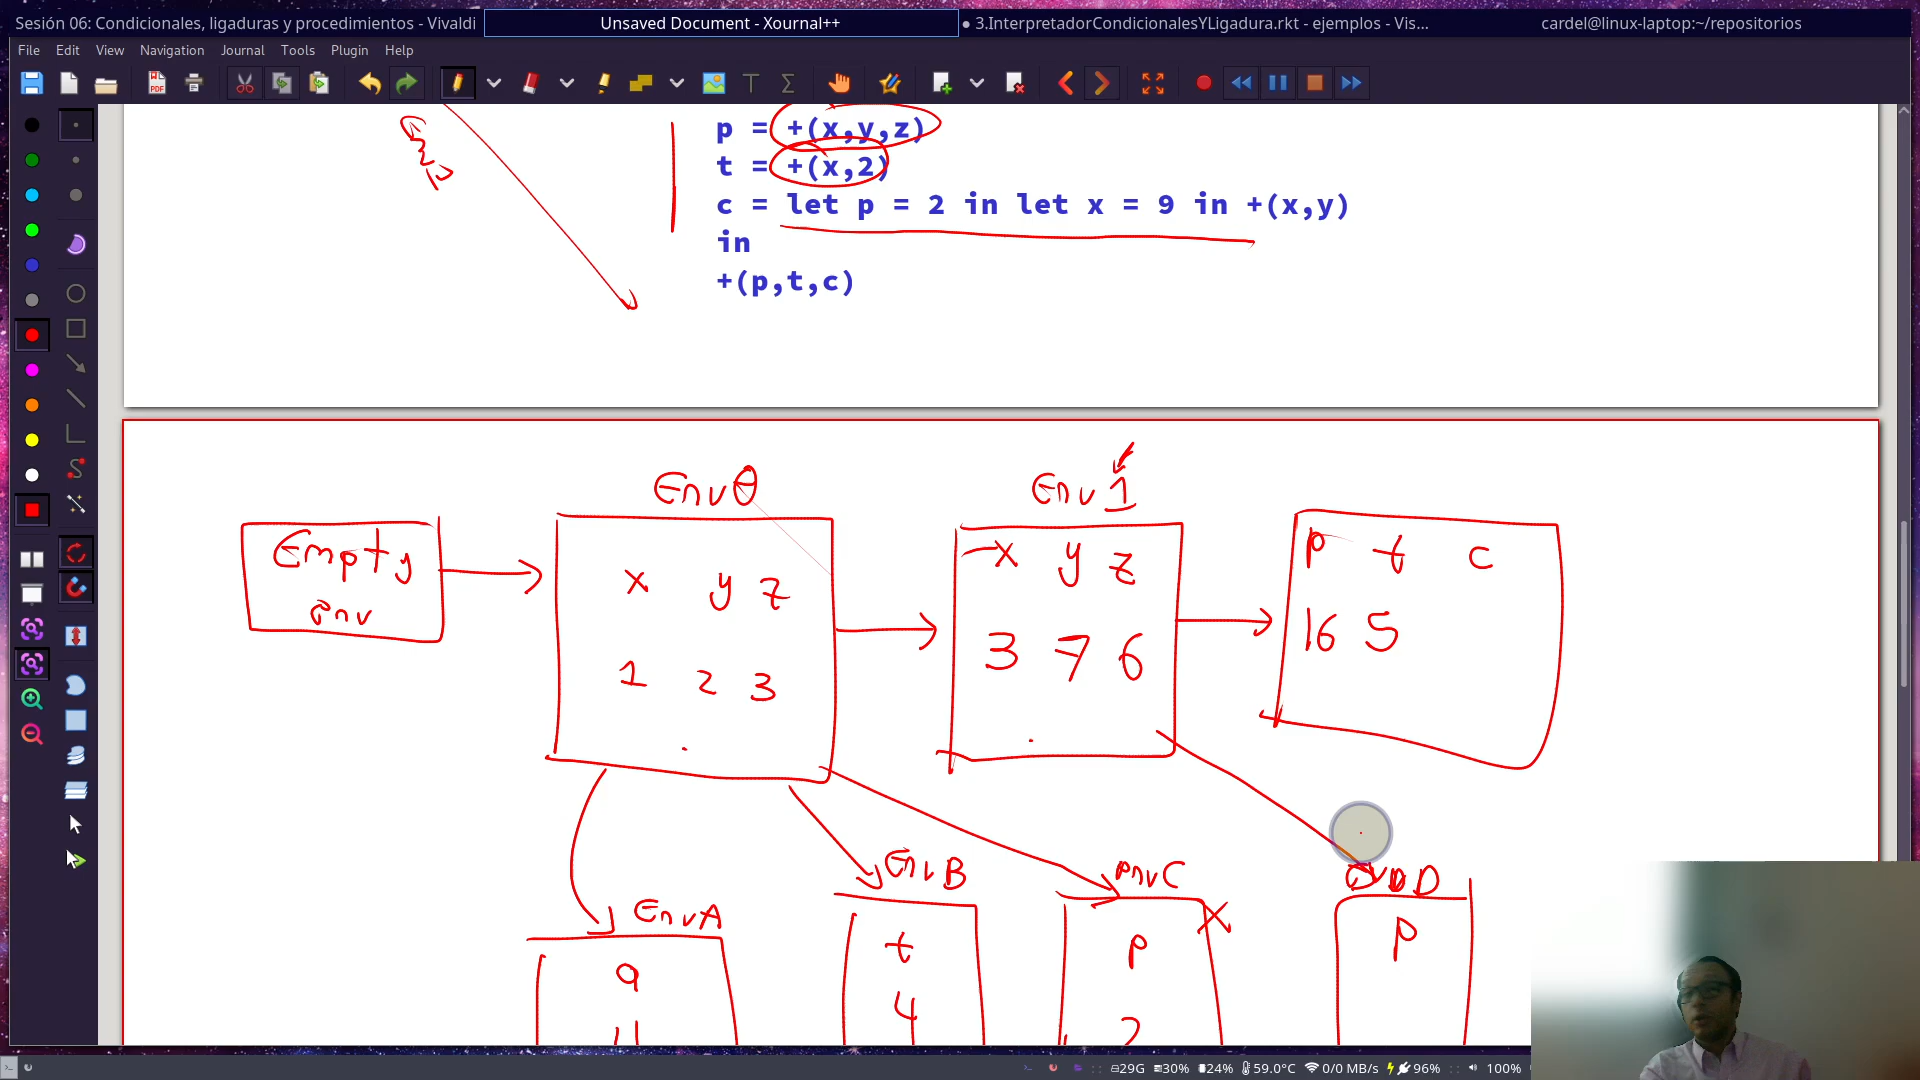 Sesión 06: Condicionales, ligaduras y procedimientos - Vivaldi
Unsaved Document - Xournal++
● 3.InterpretadorCondicionalesYLigadura.rkt - ejemplos - Vis...
cardel@linux-laptop:~/repositorios
File Edit View Navigation Journal Tools Plugin Help
p = +(x,y,z)
t = +(x,2)
c = let p = 2 in let x = 9 in +(x,y)
in
+(p,t,c)
Env0 Env1
Empty env
x y z
1 2 3
x y z
3 7 6
p t c
16 5
EnvA EnvB envC D
a t p p
11 4 2
29G 30% 24% 59.0°C 0/0 MB/s 96% 100%